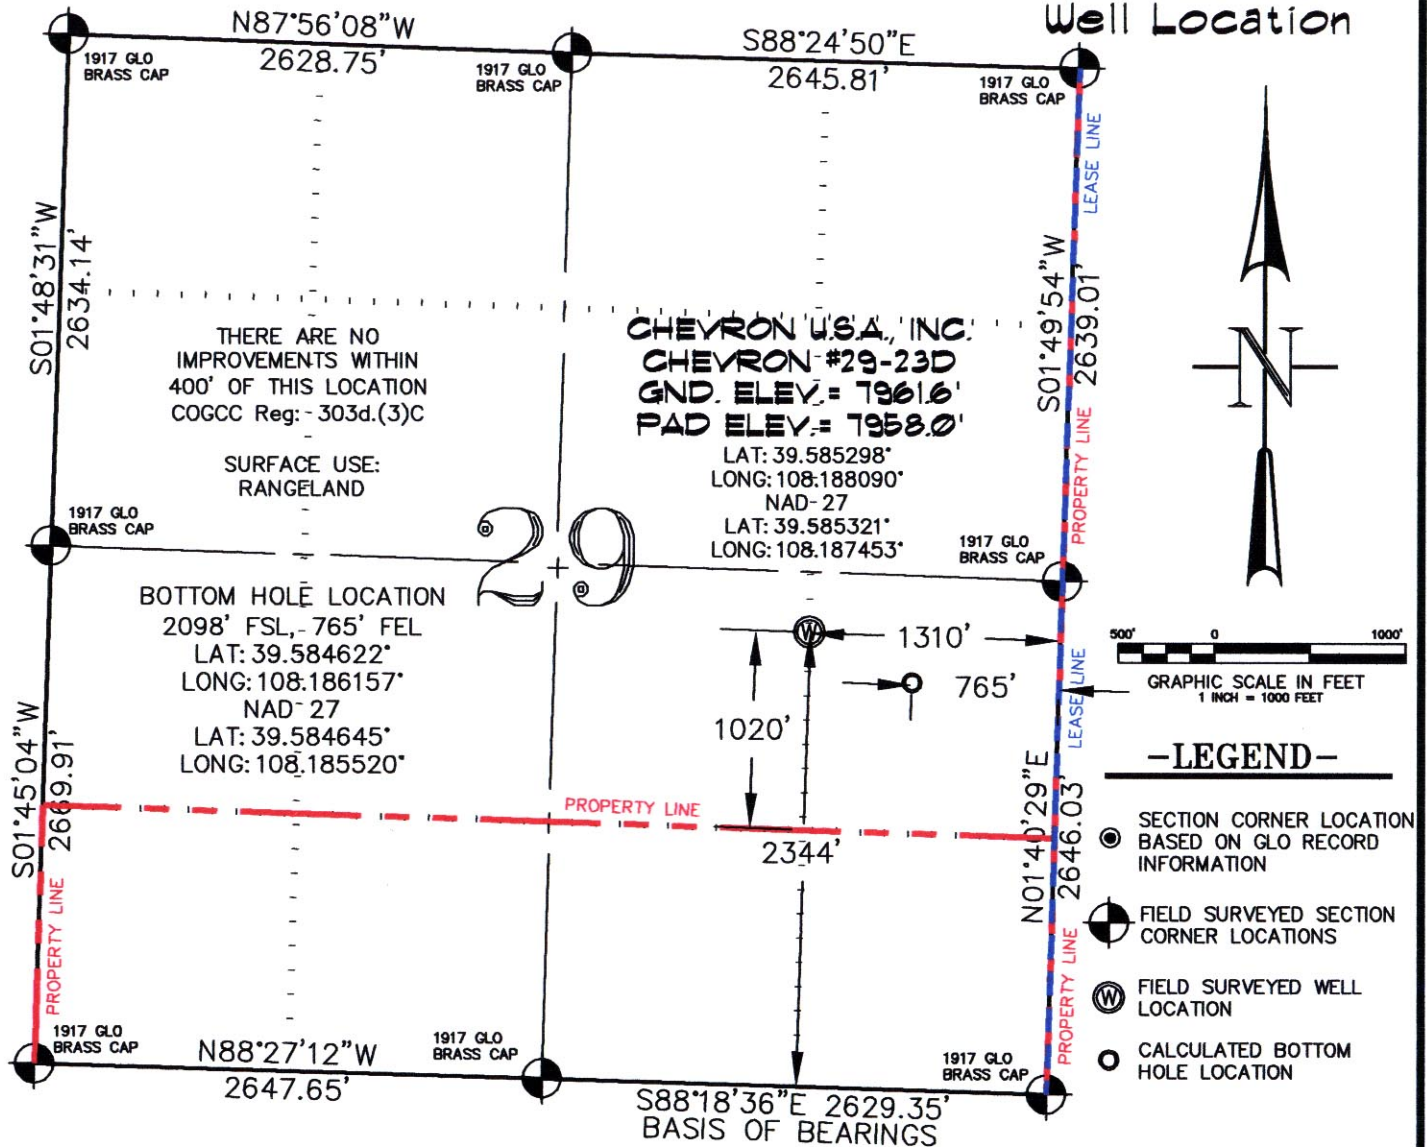 Well Location
N87°56'08"W
2628.75'
S88°24'50"E
2645.81'
1917 GLO
BRASS CAP
1917 GLO
BRASS CAP
1917 GLO
BRASS CAP
LEASE LINE
S01°48'31"W
2634.14'
S01°49'54"W
2639.01'
THERE ARE NO
IMPROVEMENTS WITHIN
400' OF THIS LOCATION
COGCC Reg: 303d.(3)C
SURFACE USE:
RANGELAND
CHEVRON U.S.A., INC.
CHEVRON #29-23D
GND. ELEV.= 7961.6'
PAD ELEV.= 7958.0'
LAT: 39.585298°
LONG: 108.188090°
NAD-27
LAT: 39.585321°
LONG: 108.187453°
PROPERTY LINE
N
1917 GLO
BRASS CAP
29
1917 GLO
BRASS CAP
BOTTOM HOLE LOCATION
2098' FSL, 765' FEL
LAT: 39.584622°
LONG: 108.186157°
NAD-27
LAT: 39.584645°
LONG: 108.185520°
W
1310'
765'
1020'
2344'
LEASE LINE
500' 0 1000'
GRAPHIC SCALE IN FEET
1 INCH = 1000 FEET
S01°45'04"W
2669.91'
PROPERTY LINE
N01°40'29"E
2646.03'
PROPERTY LINE
PROPERTY LINE
-LEGEND-
SECTION CORNER LOCATION
BASED ON GLO RECORD
INFORMATION
FIELD SURVEYED SECTION
CORNER LOCATIONS
W
FIELD SURVEYED WELL
LOCATION
CALCULATED BOTTOM
HOLE LOCATION
1917 GLO
BRASS CAP
N88°27'12"W
2647.65'
1917 GLO
BRASS CAP
1917 GLO
BRASS CAP
S88°18'36"E 2629.35'
BASIS OF BEARINGS